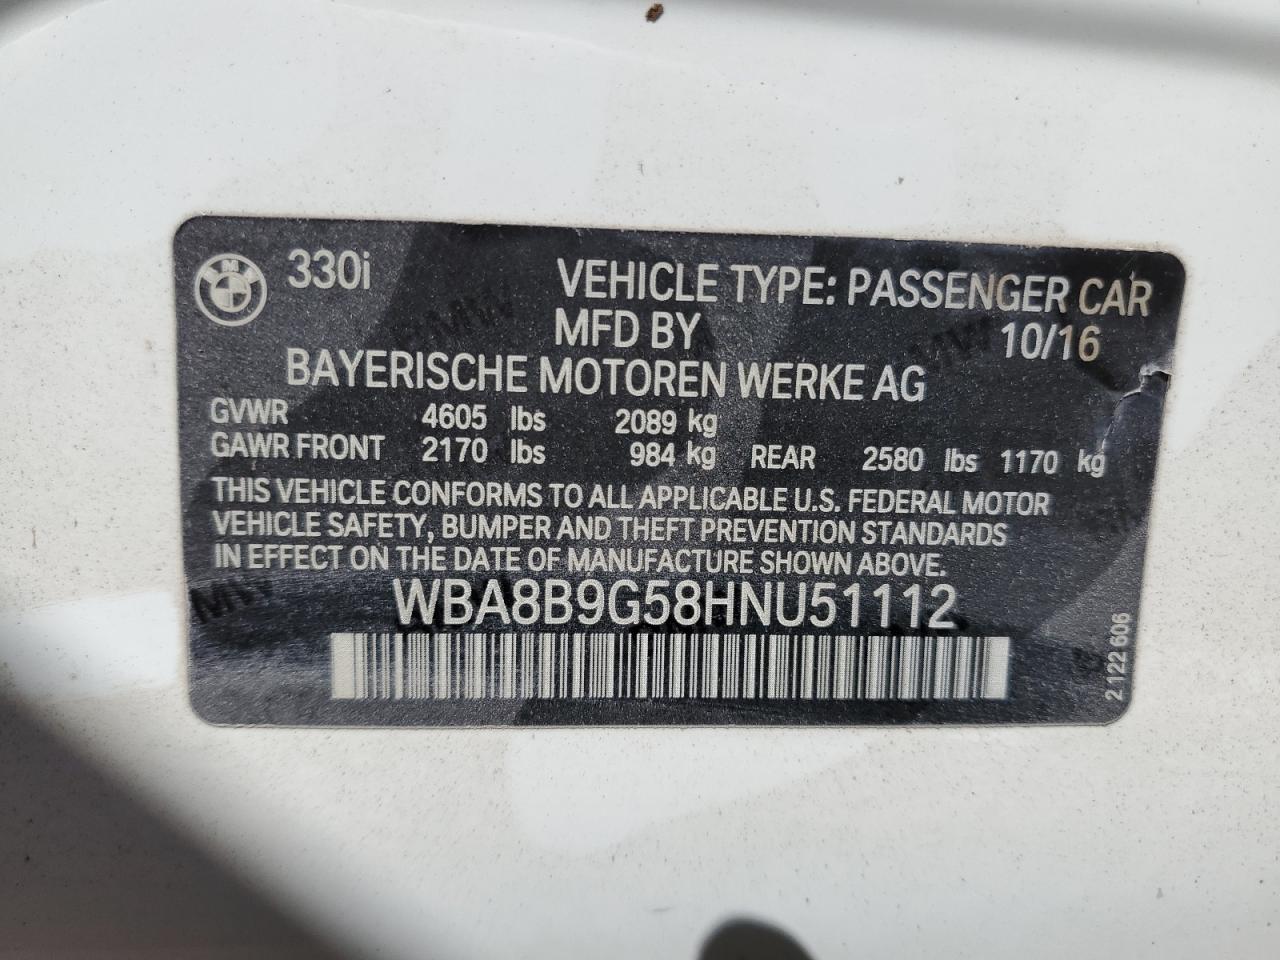 330i
VEHICLE TYPE: PASSENGER CAR
MFD BY 10/16
BAYERISCHE MOTOREN WERKE AG
GVWR 4605 lbs 2089 kg
GAWR FRONT 2170 lbs 984 kg REAR 2580 lbs 1170 kg
THIS VEHICLE CONFORMS TO ALL APPLICABLE U.S. FEDERAL MOTOR
VEHICLE SAFETY, BUMPER AND THEFT PREVENTION STANDARDS
IN EFFECT ON THE DATE OF MANUFACTURE SHOWN ABOVE.
WBA8B9G58HNU51112
2 122 606
BMW
BMW